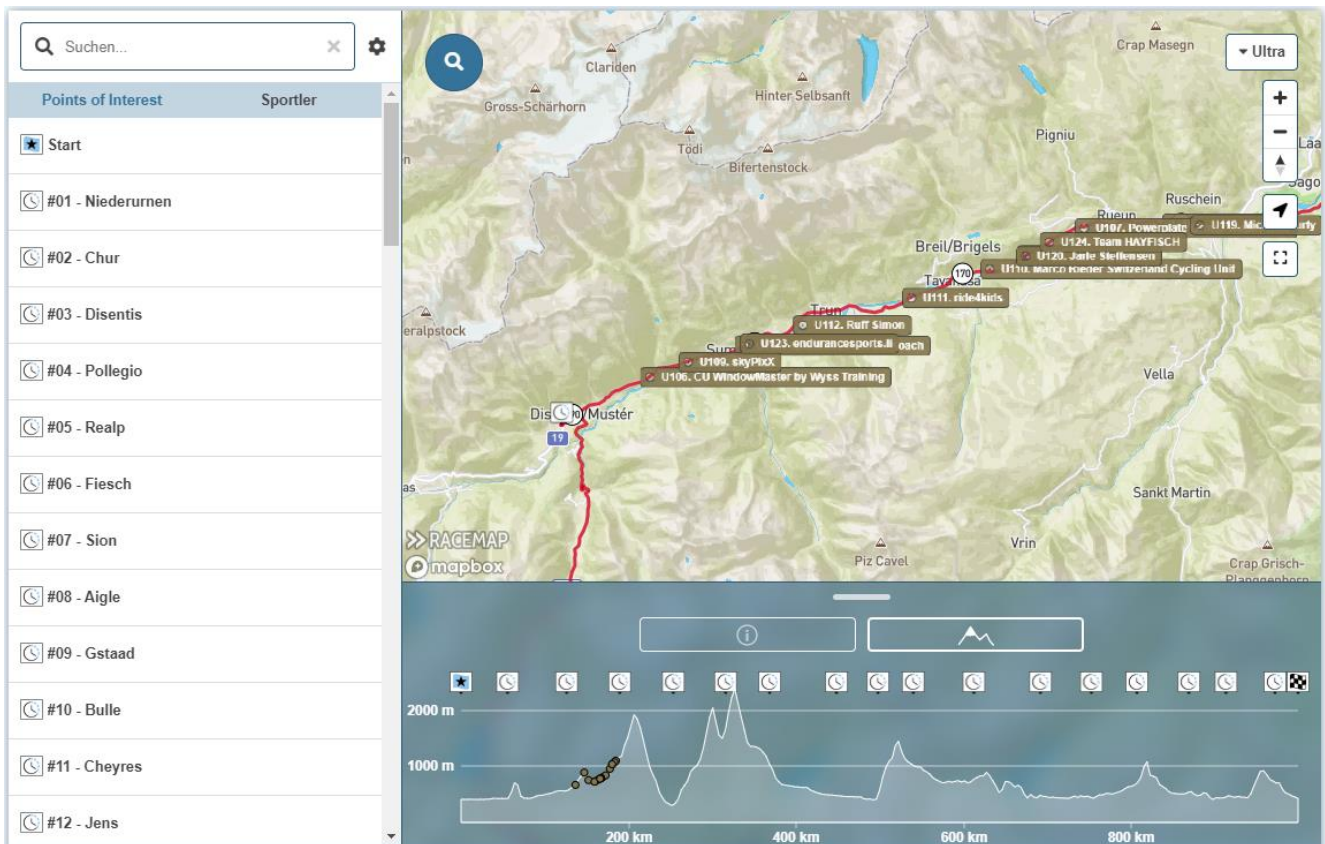 Suchen...
Points of Interest
Sportler
Start
#01 - Niederurnen
#02 - Chur
#03 - Disentis
#04 - Pollegio
#05 - Realp
#06 - Fiesch
#07 - Sion
#08 - Aigle
#09 - Gstaad
#10 - Bulle
#11 - Cheyres
#12 - Jens
Ultra
Crap Masegn
Clariden
Gross-Schärhorn
Hinter Selbsanft
Tödi
Bifertenstock
Pigniu
Ruschein
Rueun
U107. Powerplate
U119.
U124. Team HAYFISCH
Breil/Brigels
U120. Jarle Steffensen
170
U110. Marco Rieder Switzerland Cycling Unit
U111. ride4kids
Trun
U112. Ruff Simon
U123. endurancesports.li
oach
U109. skyPixX
U106. CU WindowMaster by Wyss Training
Vella
Mustér
19
Sankt Martin
Vrin
Piz Cavel
Crap Grisch-
RACEMAP
mapbox
2000 m
1000 m
200 km
400 km
600 km
800 km